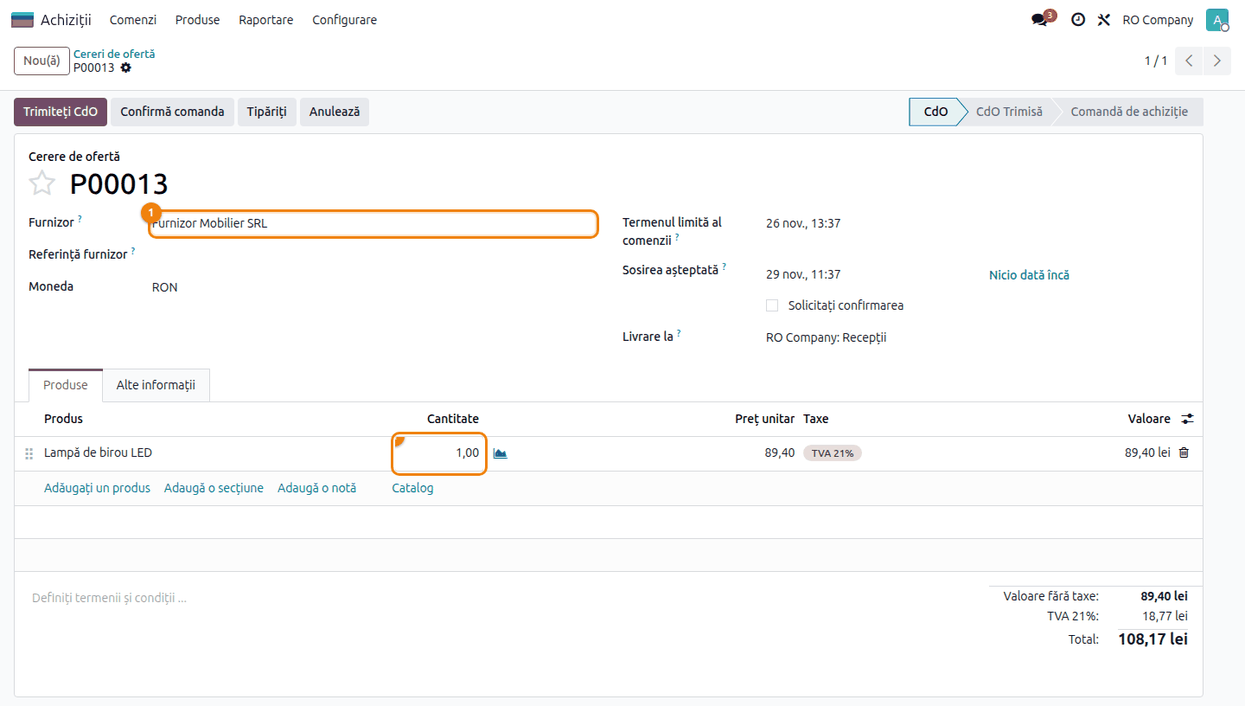 Achiziții Comenzi Produse Raportare Configurare 3 RO Company A
Nou(ă) Cereri de ofertă
P00013
1 / 1
Trimiteți CdO Confirmă comanda Tipăriți Anulează CdO CdO Trimisă Comandă de achiziție
Cerere de ofertă
P00013
1
Furnizor ? Furnizor Mobilier SRL
Termenul limită al comenzii ? 26 nov., 13:37
Referință furnizor ?
Sosirea așteptată ? 29 nov., 11:37 Nicio dată încă
Moneda RON
Solicitați confirmarea
Livrare la ? RO Company: Recepții
Produse Alte informații
Produs Cantitate Preț unitar Taxe Valoare
Lampă de birou LED 1,00 89,40 TVA 21% 89,40 lei
Adăugați un produs Adaugă o secțiune Adaugă o notă Catalog
Definiți termenii și condiții ...
Valoare fără taxe: 89,40 lei
TVA 21%: 18,77 lei
Total: 108,17 lei